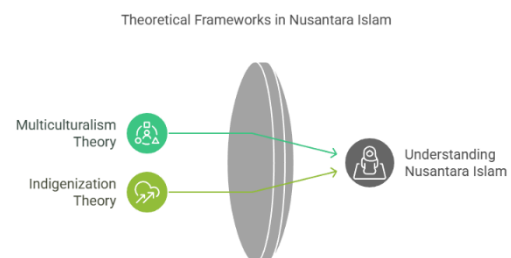 Theoretical Frameworks in Nusantara Islam
Multiculturalism
Theory
Indigenization
Theory
Understanding
Nusantara Islam